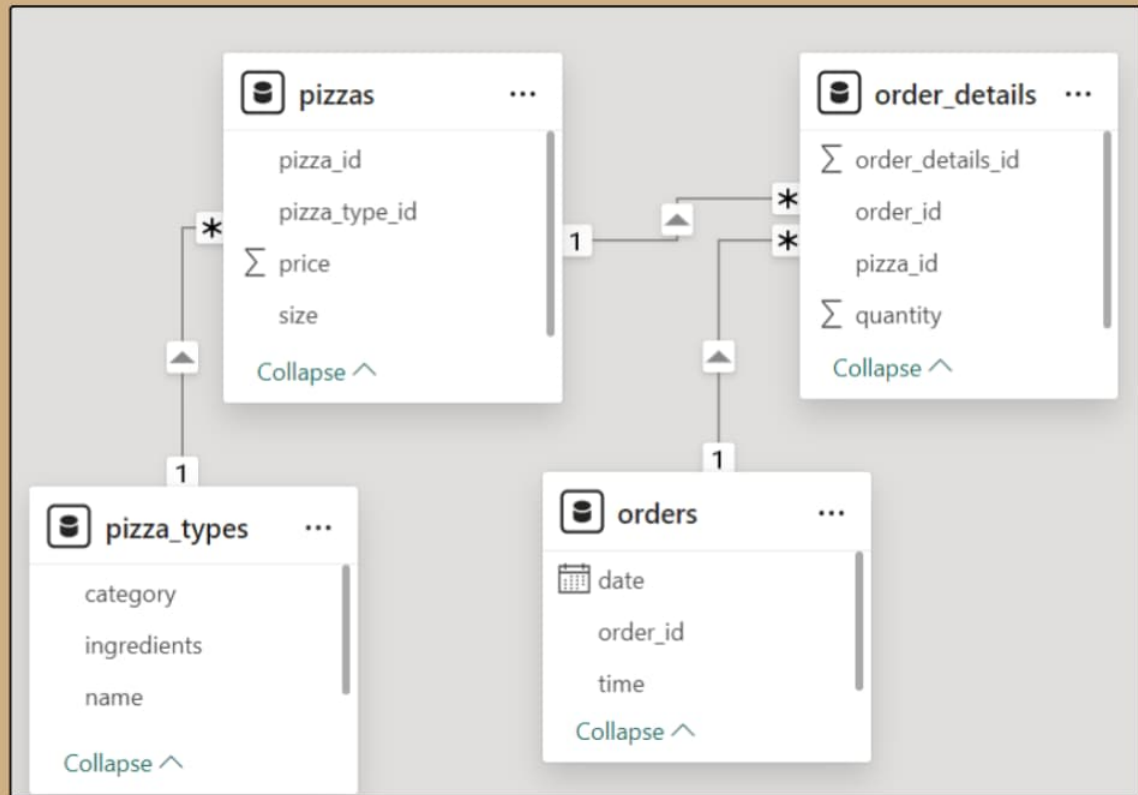 pizzas ...
pizza_id
pizza_type_id
∑ price
size
Collapse
order_details ...
∑ order_details_id
order_id
pizza_id
∑ quantity
Collapse
*
1
*
*
1
1
pizza_types ...
category
ingredients
name
Collapse
orders ...
date
order_id
time
Collapse